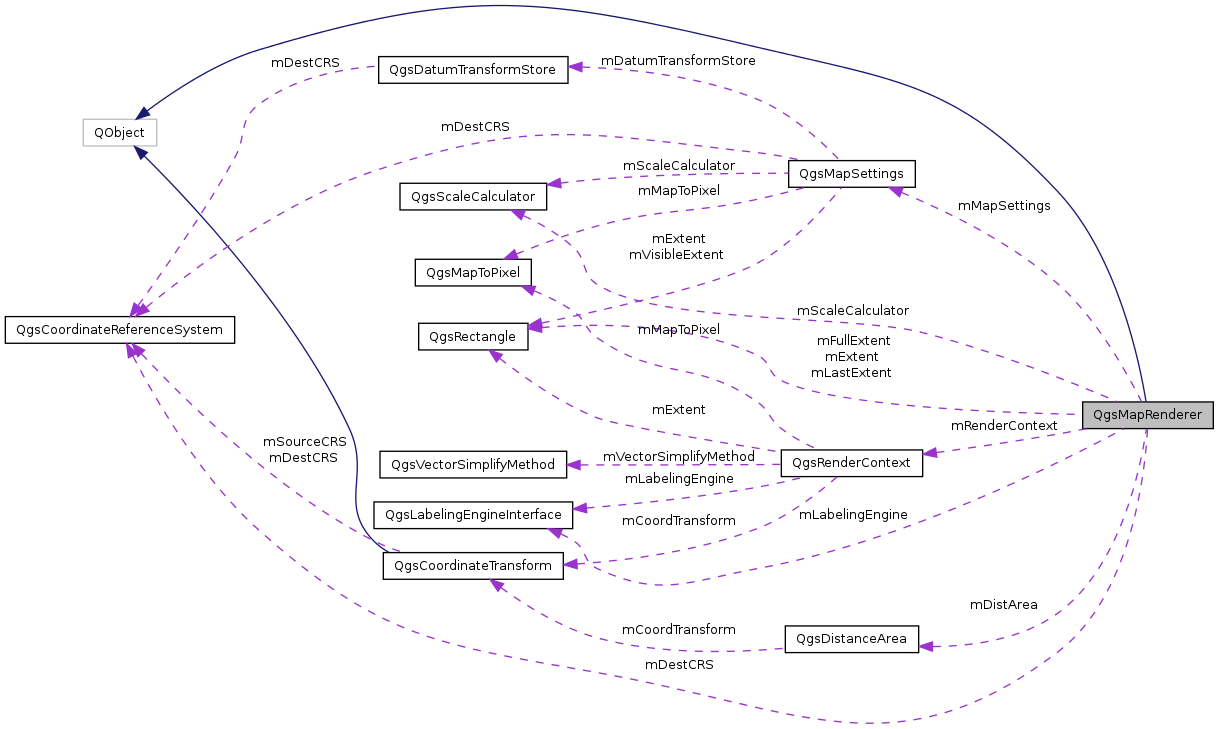 mDestCRS
QgsDatumTransformStore
mDatumTransformStore
QObject
mDestCRS
QgsMapSettings
mScaleCalculator
QgsScaleCalculator
mMapToPixel
mMapSettings
mExtent
mVisibleExtent
QgsMapToPixel
mScaleCalculator
QgsCoordinateReferenceSystem
QgsRectangle
mMapToPixel
mFullExtent
mExtent
mLastExtent
mExtent
QgsMapRenderer
mRenderContext
mSourceCRS
mDestCRS
QgsVectorSimplifyMethod
mVectorSimplifyMethod
QgsRenderContext
mLabelingEngine
QgsLabelingEngineInterface
mCoordTransform
mLabelingEngine
QgsCoordinateTransform
mDistArea
mCoordTransform
QgsDistanceArea
mDestCRS